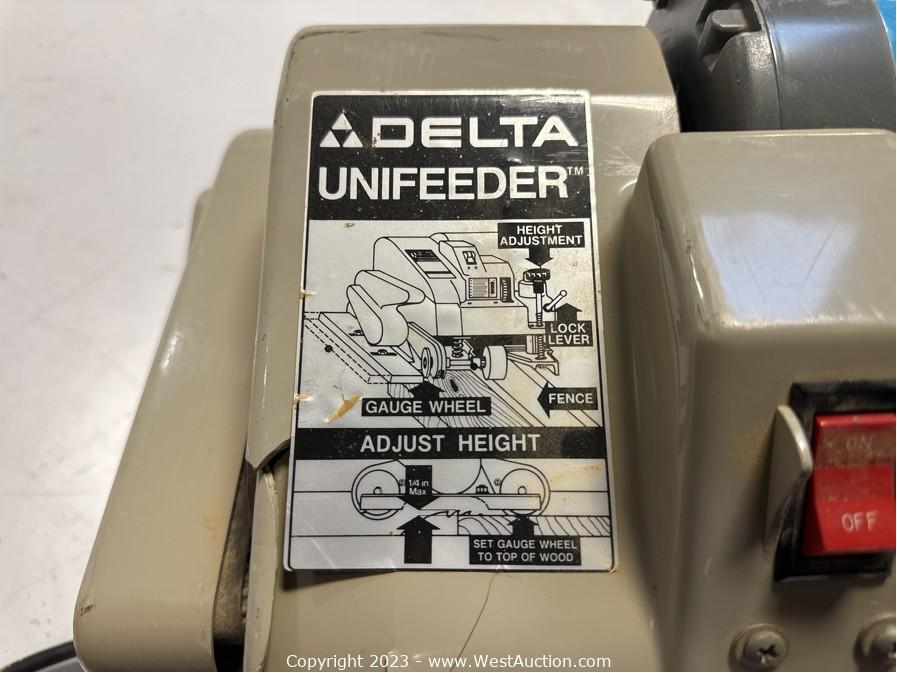 DELTA
UNIFEEDER™
HEIGHT
ADJUSTMENT
LOCK
LEVER
FENCE
GAUGE WHEEL
ADJUST HEIGHT
1/4 in
Max
SET GAUGE WHEEL
TO TOP OF WOOD
ON
OFF
Copyright 2023 - www.WestAuction.com